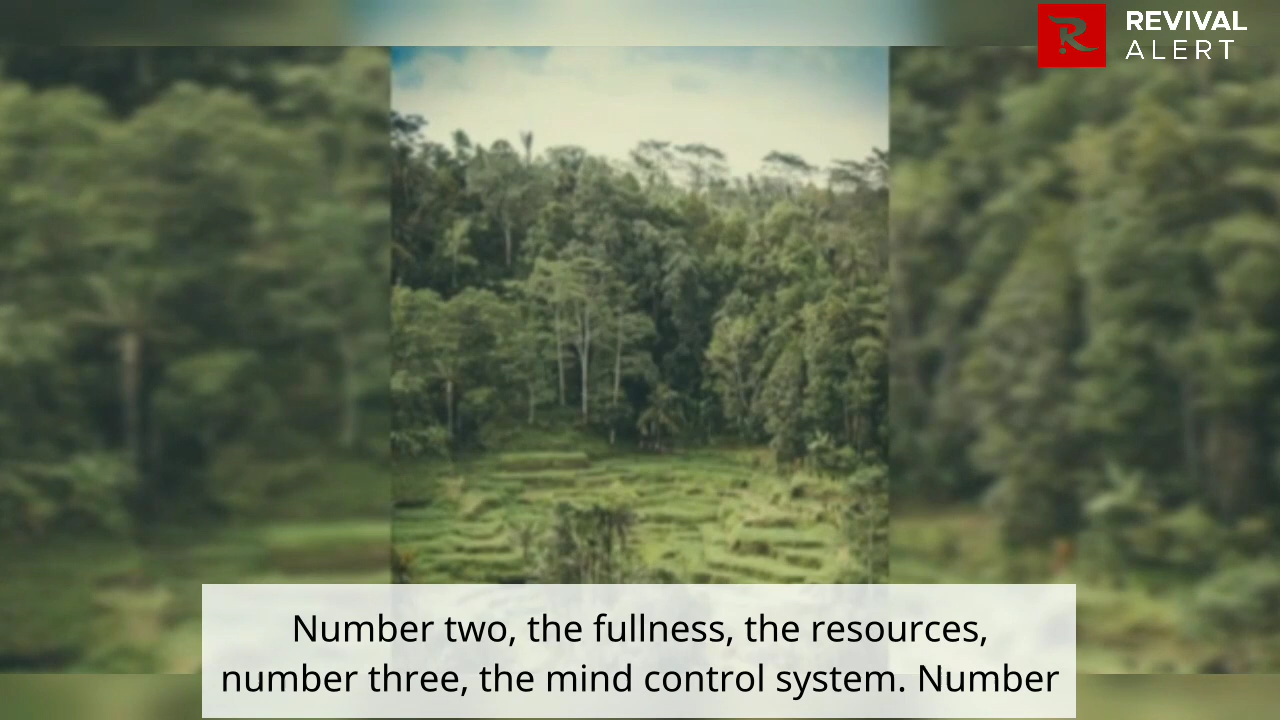 REVIVAL
ALERT
Number two, the fullness, the resources,
number three, the mind control system. Number